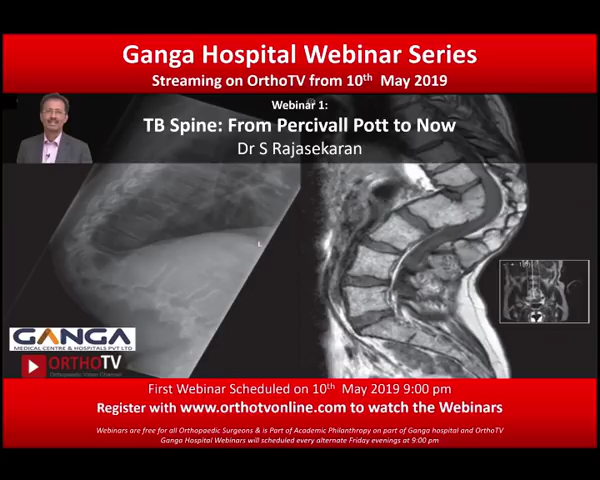 Ganga Hospital Webinar Series
Streaming on OrthoTV from 10th May 2019
Webinar 1:
TB Spine: From Percivall Pott to Now
Dr S Rajasekaran
L
GANGA
MEDICAL CENTRE & HOSPITALS PVT LTD
ORTHOTV
Orthopaedic Video Channel
First Webinar Scheduled on 10th May 2019 9:00 pm
Register with www.orthotvonline.com to watch the Webinars
Webinars are free for all Orthopaedic Surgeons & is Part of Academic Philanthropy on part of Ganga hospital and OrthoTV
Ganga Hospital Webinars will scheduled every alternate Friday evenings at 9:00 pm